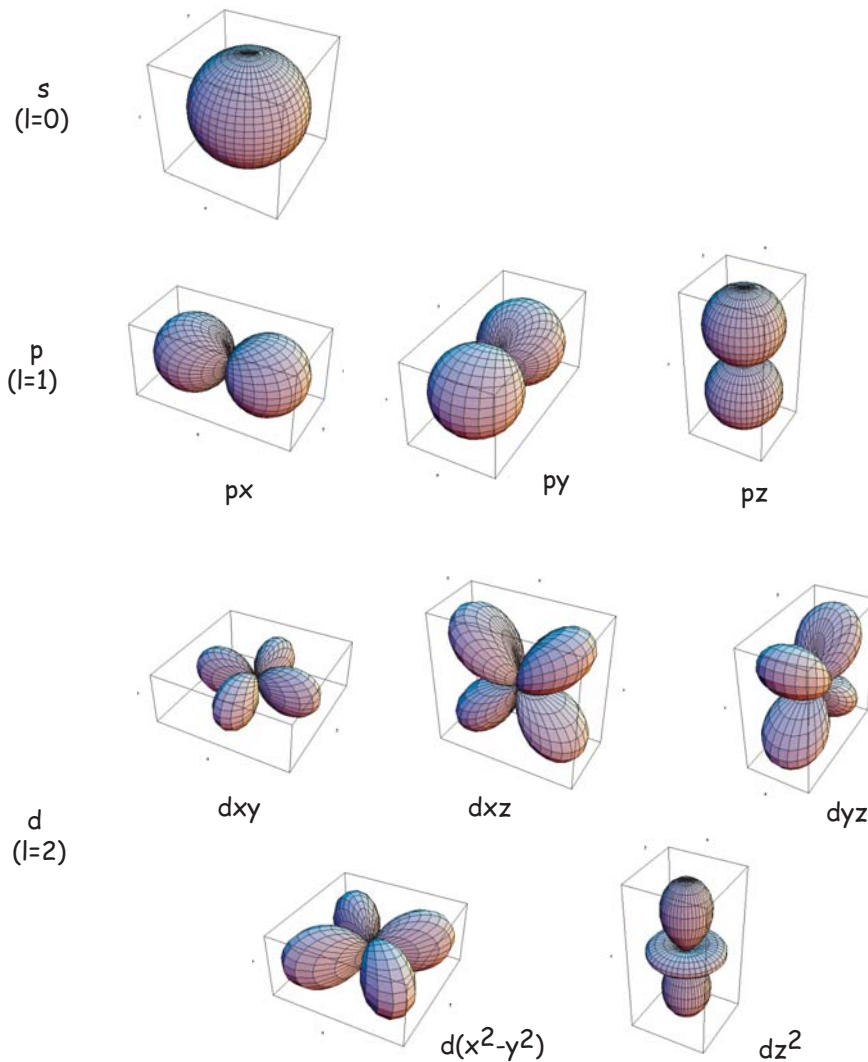 s
(l=0)
p
(l=1)
px
py
pz
dxy
dxz
dyz
d
(l=2)
d(x²-y²)
dz²